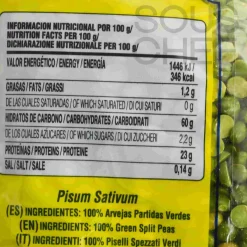 INFORMACION NUTRICIONAL POR 100 g/
NUTRITION FACTS PER 100 g/
DICHIARAZIONE NUTRIZIONALE PER 100 g/
VALOR ENERGÉTICO / ENERGY / ENERGÍA 1446 kJ /
346 kcal
GRASAS / FATS / GRASSI 1,2 g
DE LAS CUALES SATURADAS / OF WHICH SATURATED / DI CUI SATURI 0 g
HIDRATOS DE CARBONO / CARBOHYDRATES / CARBOIDRATI 60 g
DE LOS CUALES AZUCARES / OF WHICH SUGARS / DI CUI ZUCCHERI 2,2 g
PROTEÍNAS / PROTEINS / PROTEINE 23 g
SAL / SALT / SALE 0,14 g
Pisum Sativum
(ES) INGREDIENTES: 100% Arvejas Partidas Verdes
(EN) INGREDIENTS: 100% Green Split Peas
(IT) INGREDIENTI: 100% Piselli Spezzati Verdi